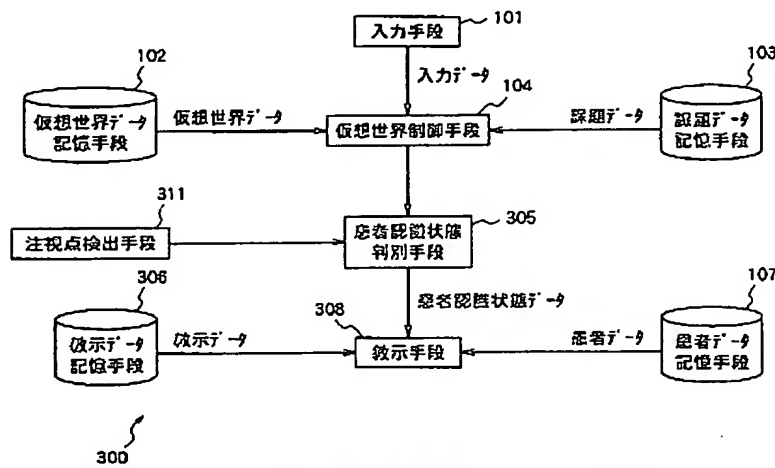 101
入力手段
102
入力データ
103
104
仮想世界データ
記憶手段
仮想世界データ
仮想世界制御手段
課題データ
課題データ
記憶手段
311
305
注視点検出手段
患者認識状態
判別手段
306
患者認識状態データ
107
308
教示データ
記憶手段
教示データ
教示手段
患者データ
患者データ
記憶手段
300